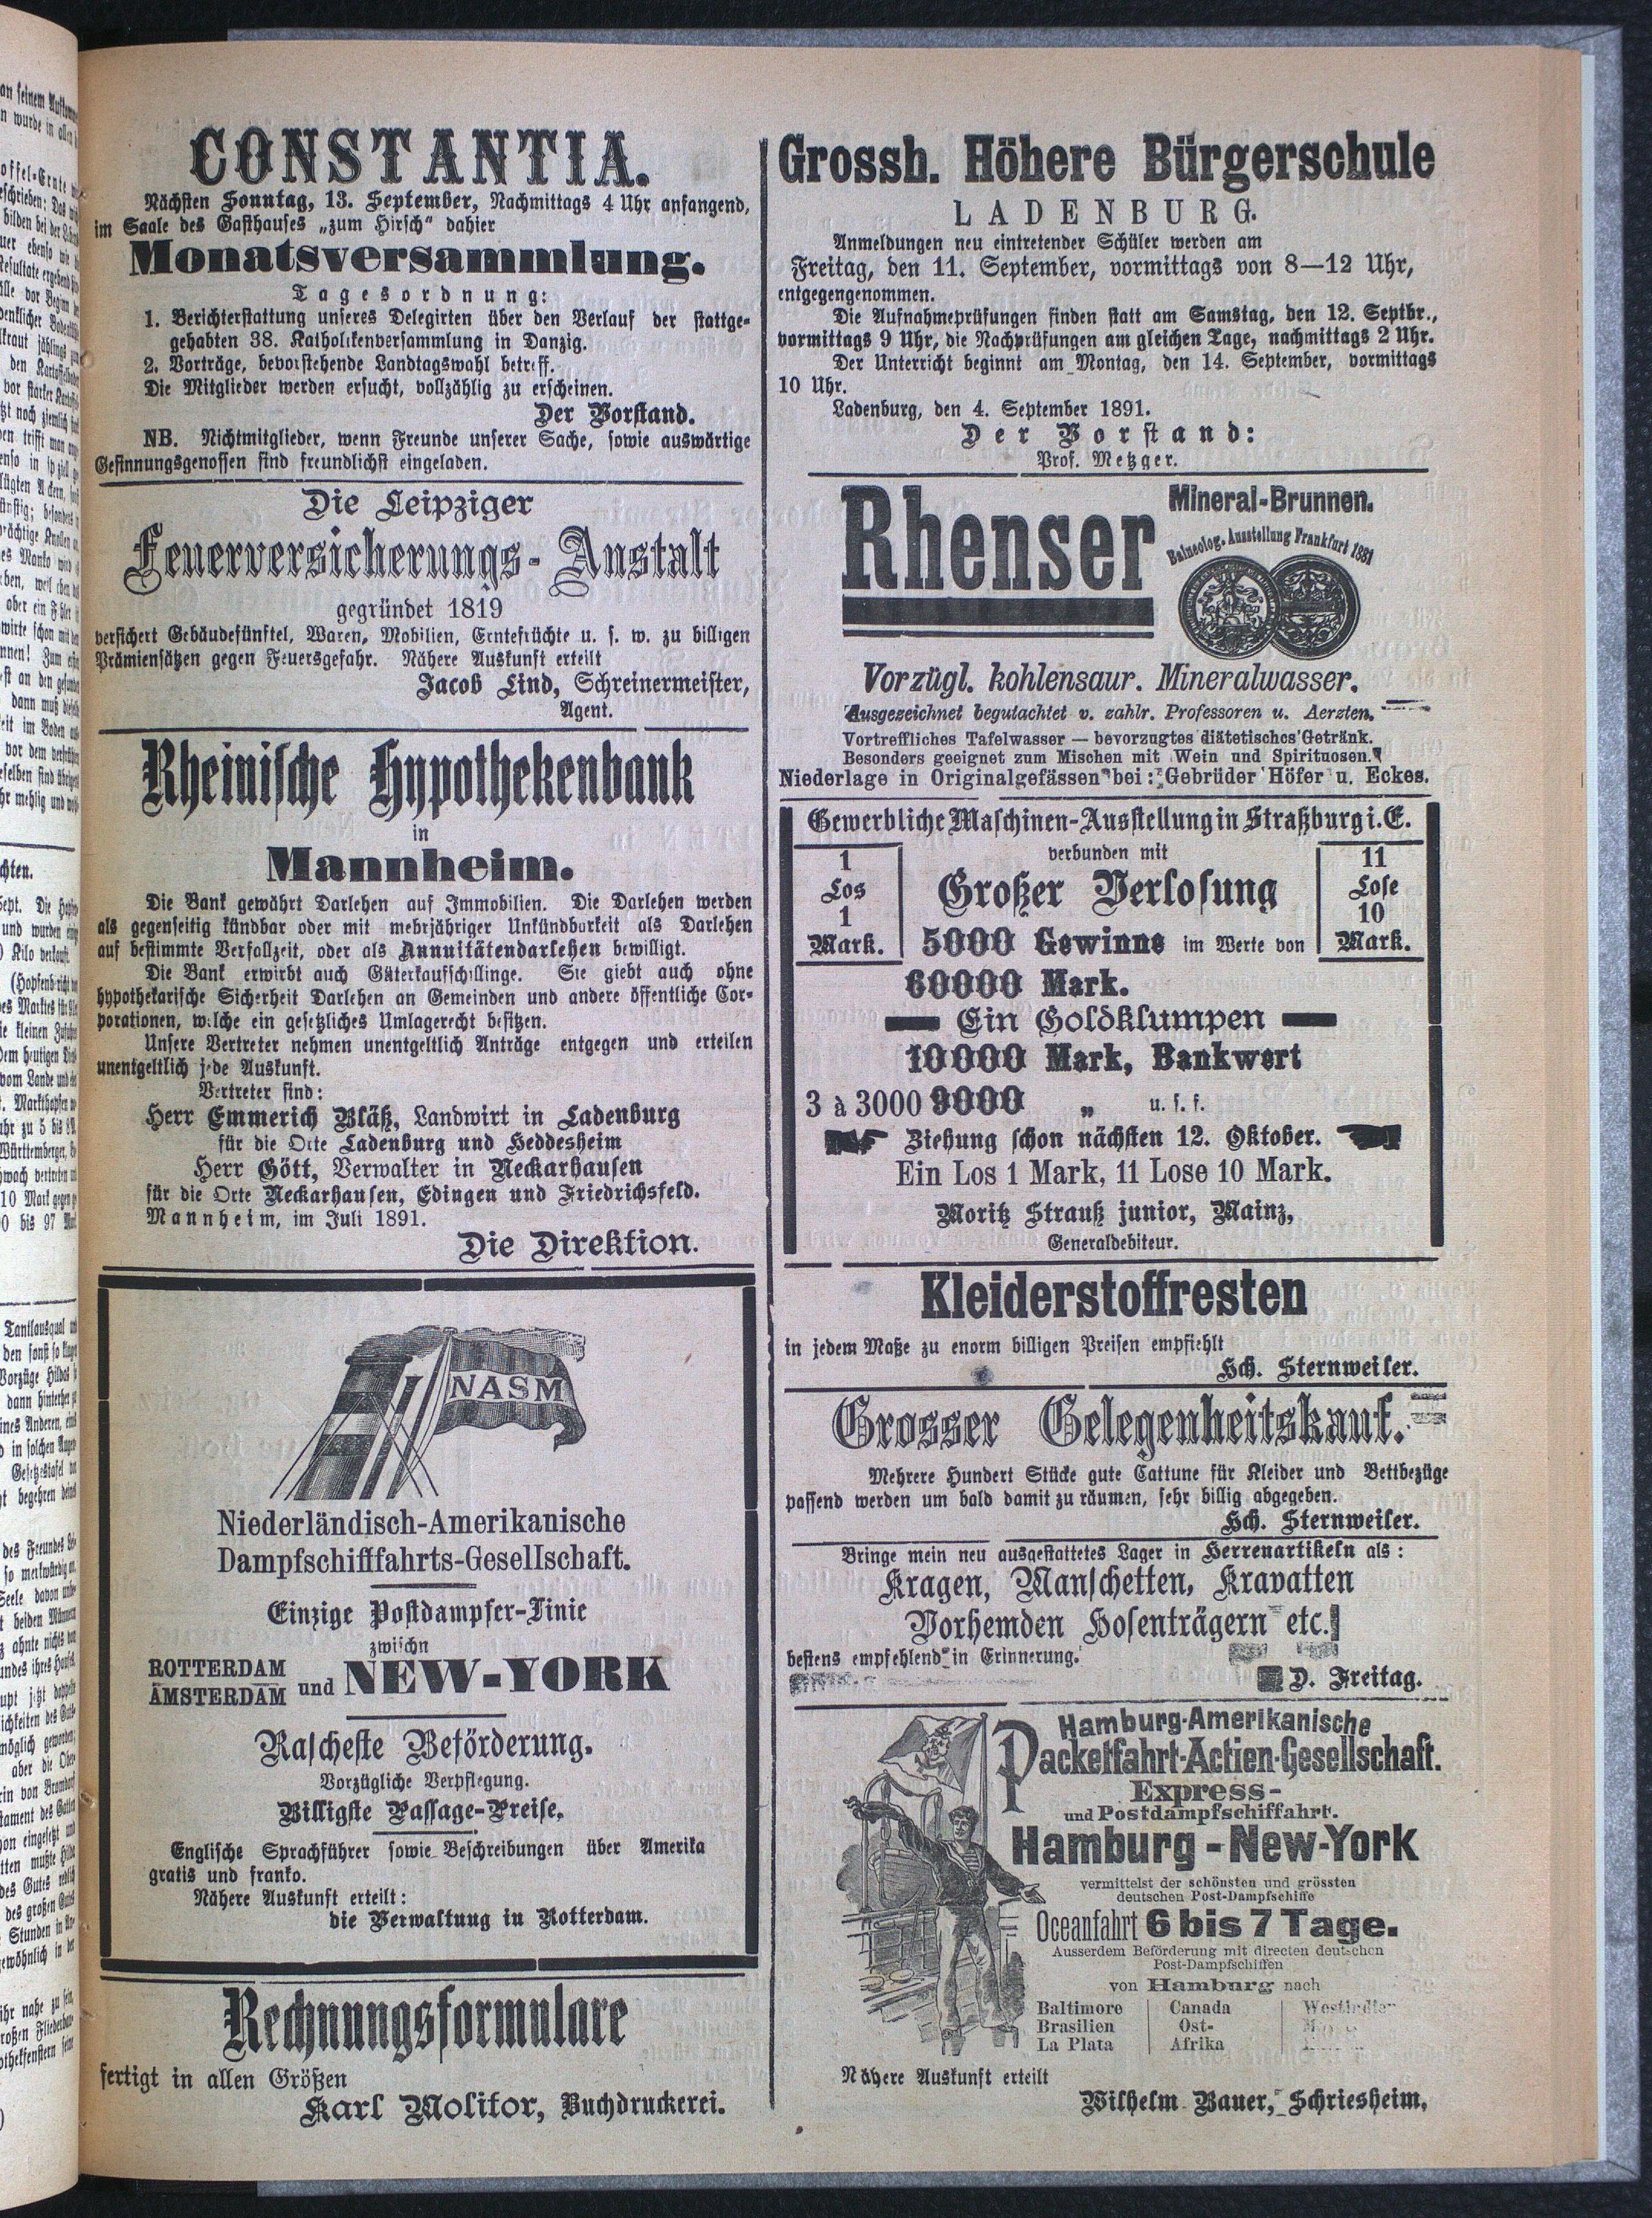 CONSTANTIA.
Nächsten Sonntag, 13. September, Nachmittags 4 Uhr anfangend,
im Saale des Gasthauses „zum Hirsch“ dahier
Monatsversammlung.
Tagesordnung:
1. Berichterstattung unseres Delegirten über den Verlauf der stattge-
gehabten 38. Katholikenversammlung in Danzig.
2. Vorträge, bevorstehende Landtagswahl betreff.
Die Mitglieder werden ersucht, vollzählig zu erscheinen.
Der Vorstand.
NB. Nichtmitglieder, wenn Freunde unserer Sache, sowie auswärtige
Gesinnungsgenossen sind freundlichst eingeladen.
Die Leipziger
Feuerversicherungs-Anstalt
gegründet 1819
versichert Gebäudefünftel, Waren, Mobilien, Erntefrüchte u. s. w. zu billigen
Prämiensätzen gegen Feuersgefahr. Nähere Auskunft erteilt
Jacob Lind, Schreinermeister,
Agent.
Rheinische Hypothekenbank
in
Mannheim.
Die Bank gewährt Darlehen auf Immobilien. Die Darlehen werden
als gegenseitig kündbar oder mit mehrjähriger Unkündbarkeit als Darlehen
auf bestimmte Verfallzeit, oder als Annuitätendarlehen bewilligt.
Die Bank erwirbt auch Güterkaufschillinge. Sie giebt auch ohne
hypothekarische Sicherheit Darlehen an Gemeinden und andere öffentliche Cor-
porationen, welche ein gesetzliches Umlagerecht besitzen.
Unsere Vertreter nehmen unentgeltlich Anträge entgegen und erteilen
unentgeltlich jede Auskunft.
Vertreter sind:
Herr Emmerich Bläß, Landwirt in Ladenburg
für die Orte Ladenburg und Heddesheim
Herr Gött, Verwalter in Neckarhausen
für die Orte Neckarhausen, Edingen und Friedrichsfeld.
Mannheim, im Juli 1891.
Die Direktion.
NASM
Niederländisch-Amerikanische
Dampfschifffahrts-Gesellschaft.
Einzige Postdampfer-Linie
zwischn
ROTTERDAM
AMSTERDAM und NEW-YORK
Rascheste Beförderung.
Vorzügliche Verpflegung.
Billigste Passage-Preise.
Englische Sprachführer sowie Beschreibungen über Amerika
gratis und franko.
Nähere Auskunft erteilt:
die Verwaltung in Rotterdam.
Rechnungsformulare
fertigt in allen Größen
Karl Molitor, Buchdruckerei.
Grossh. Höhere Bürgerschule
LADENBURG.
Anmeldungen neu eintretender Schüler werden am
Freitag, den 11. September, vormittags von 8—12 Uhr,
entgegengenommen.
Die Aufnahmeprüfungen finden statt am Samstag, den 12. Septbr.,
vormittags 9 Uhr, die Nachprüfungen am gleichen Tage, nachmittags 2 Uhr.
Der Unterricht beginnt am Montag, den 14. September, vormittags
10 Uhr.
Ladenburg, den 4. September 1891.
Der Vorstand:
Prof. Metzger.
Rhenser
Mineral-Brunnen.
Balneolog. Ausstellung Frankfurt 1881
Vorzügl. kohlensaur. Mineralwasser.
Ausgezeichnet begutachtet v. zahlr. Professoren u. Aerzten.
Vortreffliches Tafelwasser — bevorzugtes diätetisches Getränk.
Besonders geeignet zum Mischen mit Wein und Spirituosen.
Niederlage in Originalgefässen bei: Gebrüder Höfer u. Eckes.
Gewerbliche Maschinen-Ausstellung in Straßburg i. E.
1
Los
1
Mark.
verbunden mit
Großer Verlosung
5000 Gewinne im Werte von
11
Lose
10
Mark.
60000 Mark.
Ein Goldklumpen
10000 Mark, Bankwert
3 à 3000 9000 „ u. s. f.
Ziehung schon nächsten 12. Oktober.
Ein Los 1 Mark, 11 Lose 10 Mark.
Moritz Strauß junior, Mainz,
Generaldebiteur.
Kleiderstoffresten
in jedem Maße zu enorm billigen Preisen empfiehlt
Hch. Sternweiler.
Grosser Gelegenheitskauf.
Mehrere Hundert Stücke gute Cattune für Kleider und Bettbezüge
passend werden um bald damit zu räumen, sehr billig abgegeben.
Hch. Sternweiler.
Bringe mein neu ausgestattetes Lager in Herrenartikeln als:
Kragen, Manschetten, Kravatten
Vorhemden Hosenträgern etc.
bestens empfehlend in Erinnerung.
D. Freitag.
Hamburg-Amerikanische
Packetfahrt-Actien-Gesellschaft.
Express-
und Postdampfschiffahrt.
Hamburg-New-York
vermittelst der schönsten und grössten
deutschen Post-Dampfschiffe
Oceanfahrt 6 bis 7 Tage.
Ausserdem Beförderung mit directen deutschen
Post-Dampfschiffen
von Hamburg nach
Baltimore Canada Westindien
Brasilien Ost-
La Plata Afrika
Nähere Auskunft erteilt
Wilhelm Bauer, Schriesheim,